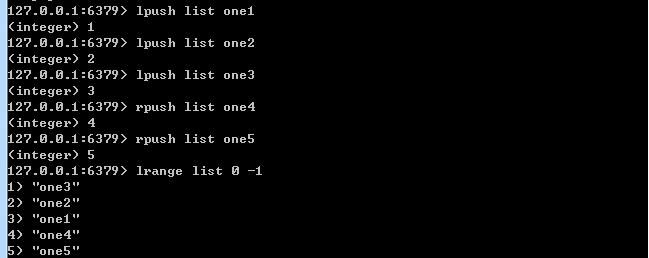 127.0.0.1:6379> lpush list one1
(integer) 1
127.0.0.1:6379> lpush list one2
(integer) 2
127.0.0.1:6379> lpush list one3
(integer) 3
127.0.0.1:6379> rpush list one4
(integer) 4
127.0.0.1:6379> rpush list one5
(integer) 5
127.0.0.1:6379> lrange list 0 -1
1) "one3"
2) "one2"
3) "one1"
4) "one4"
5) "one5"